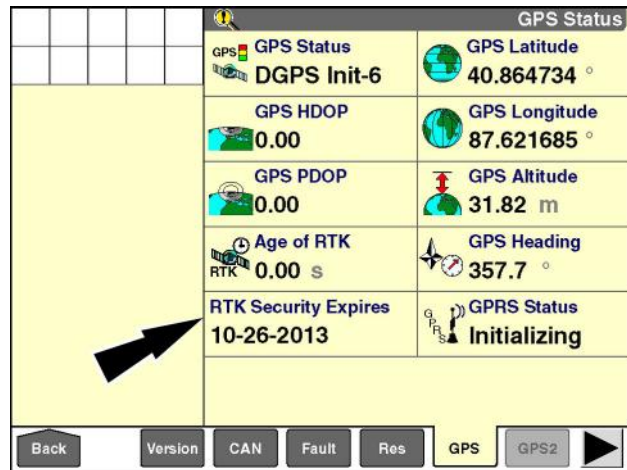 GPS Status
GPS
GPS Status
DGPS Init-6
GPS Latitude
40.864734 °
GPS HDOP
0.00
GPS Longitude
87.621685 °
GPS PDOP
0.00
GPS Altitude
31.82 m
RTK
Age of RTK
0.00 s
GPS Heading
357.7 °
RTK Security Expires
10-26-2013
GPRS
GPRS Status
Initializing
Back
Version
CAN
Fault
Res
GPS
GPS2